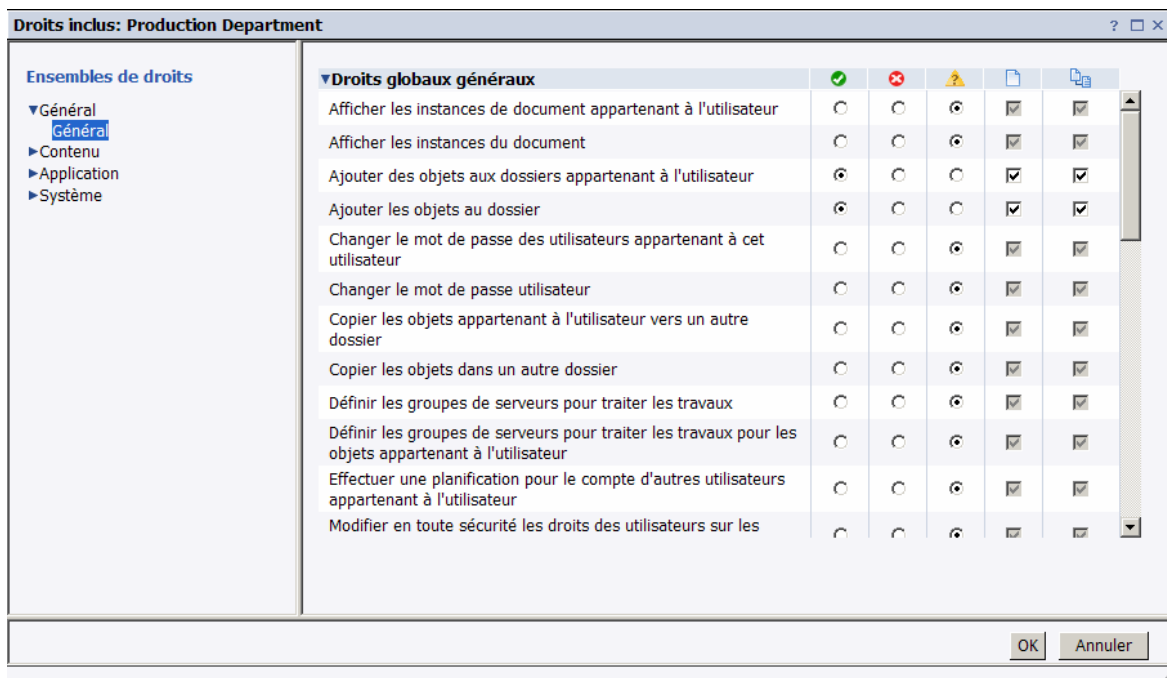 Droits inclus: Production Department
Ensembles de droits
Général
Général
Contenu
Application
Système
Droits globaux généraux
Afficher les instances de document appartenant à l'utilisateur
Afficher les instances du document
Ajouter des objets aux dossiers appartenant à l'utilisateur
Ajouter les objets au dossier
Changer le mot de passe des utilisateurs appartenant à cet
utilisateur
Changer le mot de passe utilisateur
Copier les objets appartenant à l'utilisateur vers un autre
dossier
Copier les objets dans un autre dossier
Définir les groupes de serveurs pour traiter les travaux
Définir les groupes de serveurs pour traiter les travaux pour les
objets appartenant à l'utilisateur
Effectuer une planification pour le compte d'autres utilisateurs
appartenant à l'utilisateur
Modifier en toute sécurité les droits des utilisateurs sur les
OK
Annuler